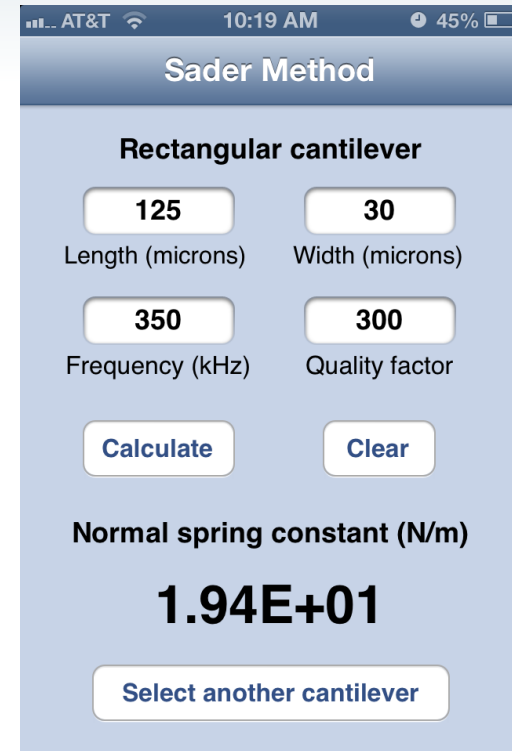 AT&T 10:19 AM 45%
Sader Method
Rectangular cantilever
125 30
Length (microns) Width (microns)
350 300
Frequency (kHz) Quality factor
Calculate Clear
Normal spring constant (N/m)
1.94E+01
Select another cantilever